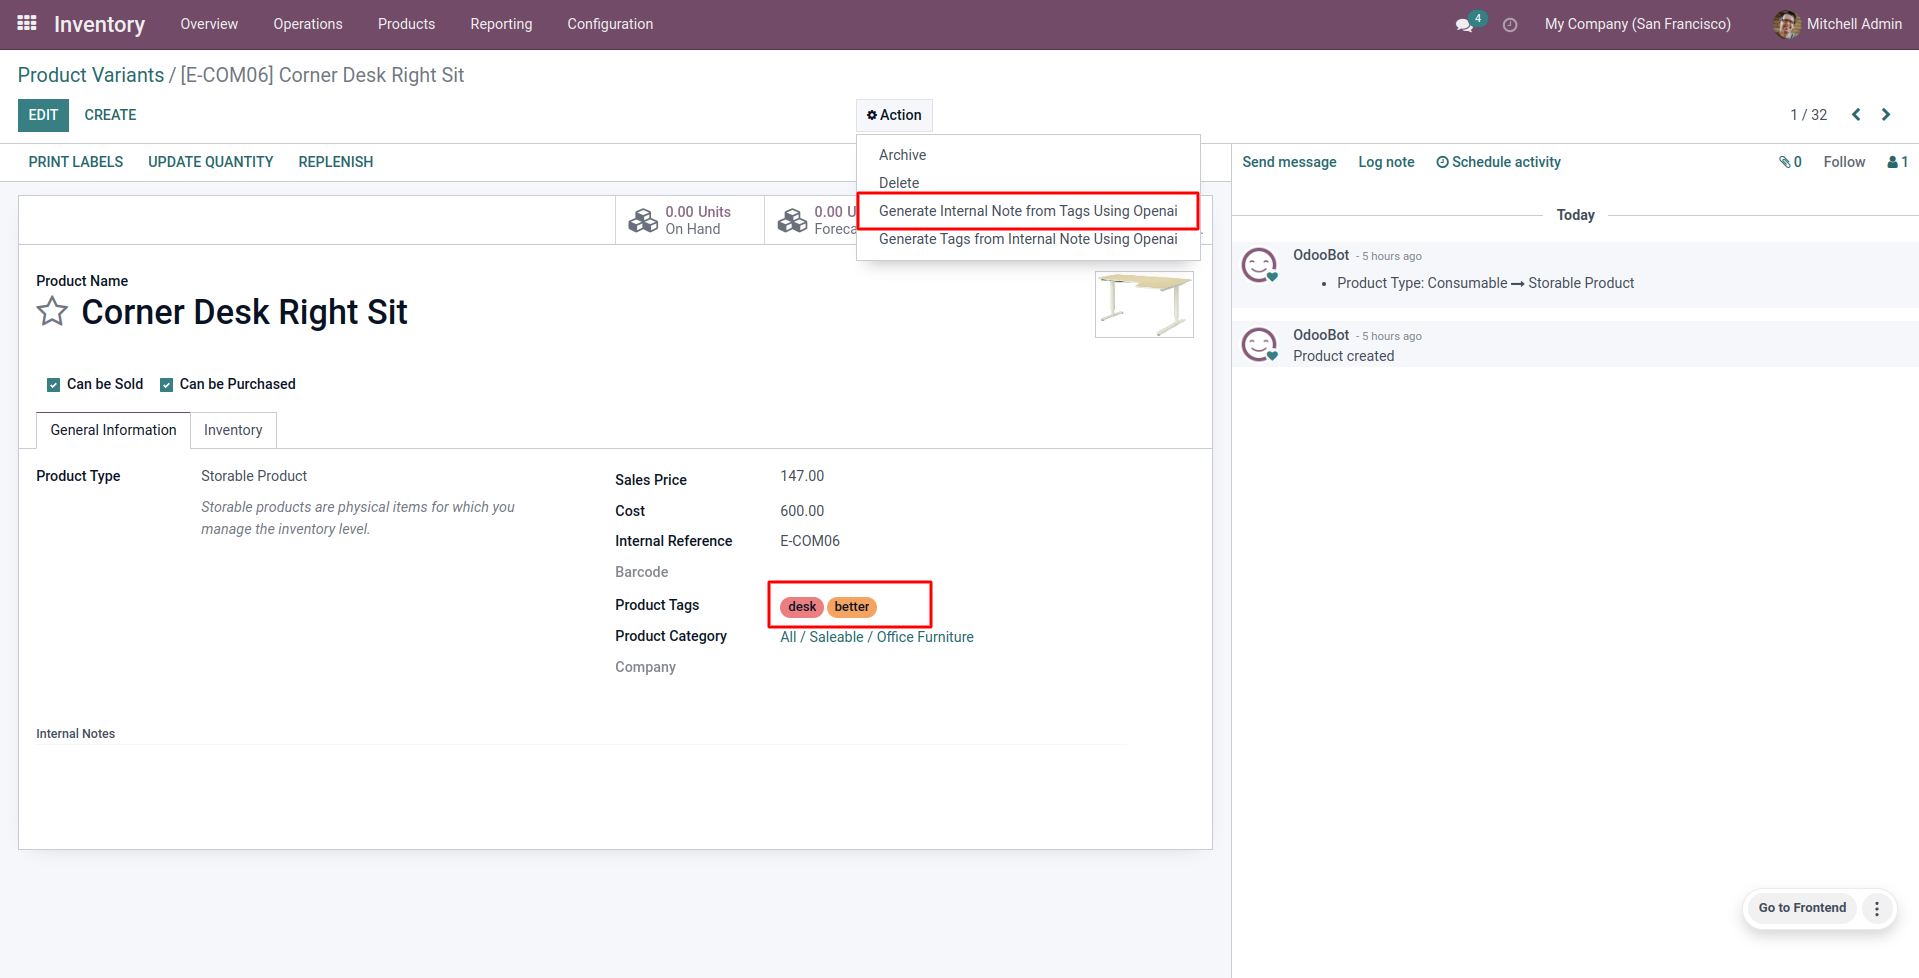 Inventory Overview Operations Products Reporting Configuration 4 My Company (San Francisco) Mitchell Admin
Product Variants / [E-COM06] Corner Desk Right Sit
EDIT CREATE Action 1 / 32
PRINT LABELS UPDATE QUANTITY REPLENISH
Archive
Delete
Generate Internal Note from Tags Using Openai
Generate Tags from Internal Note Using Openai
0.00 Units
On Hand
0.00 U
Foreca
Product Name
Corner Desk Right Sit
Can be Sold Can be Purchased
General Information Inventory
Product Type Storable Product
Storable products are physical items for which you
manage the inventory level.
Sales Price 147.00
Cost 600.00
Internal Reference E-COM06
Barcode
Product Tags desk better
Product Category All / Saleable / Office Furniture
Company
Internal Notes
Send message Log note Schedule activity 0 Follow 1
Today
OdooBot - 5 hours ago
• Product Type: Consumable → Storable Product
OdooBot - 5 hours ago
Product created
Go to Frontend